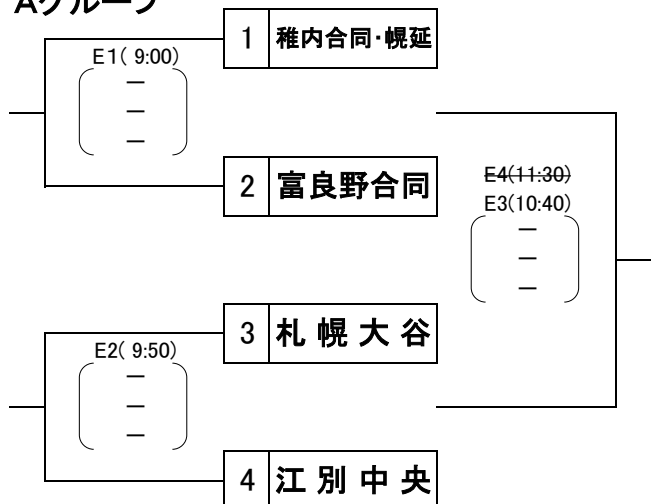 Aグループ
1 稚内合同・幌延
E1( 9:00)
－
－
－
2 富良野合同
E4(11:30)
E3(10:40)
－
－
－
3 札幌大谷
E2( 9:50)
－
－
－
4 江別中央